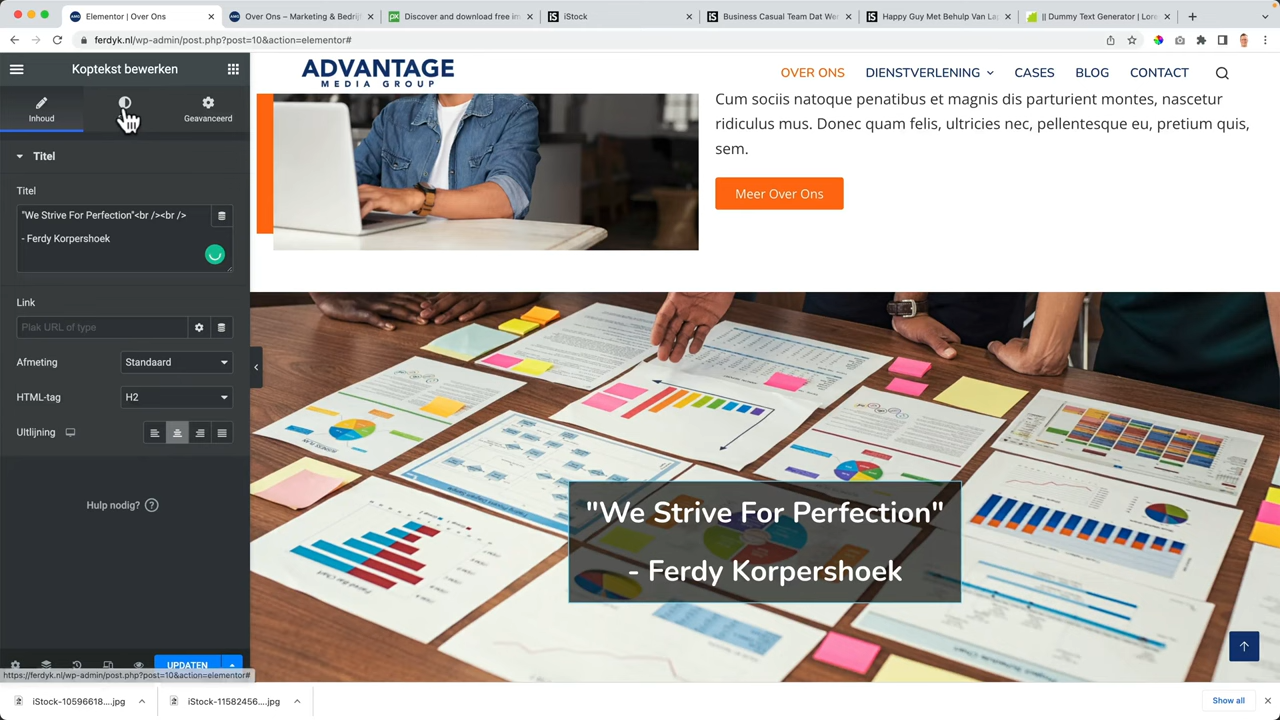 Elementor | Over Ons
Over Ons – Marketing & Bedrij
Discover and download free im
iStock
Business Casual Team Dat We
Happy Guy Met Behulp Van Lap
|| Dummy Text Generator | Lore
ferdyk.nl/wp-admin/post.php?post=10&action=elementor#
Koptekst bewerken
Inhoud
Geavanceerd
Titel
Titel
"We Strive For Perfection"<br /><br />
- Ferdy Korpershoek
Link
Plak URL of type
Afmeting
Standaard
HTML-tag
H2
Uitlijning
Hulp nodig?
UPDATEN
https://ferdyk.nl/wp-admin/post.php?post=10&action=elementor#
ADVANTAGE
MEDIA GROUP
OVER ONS
DIENSTVERLENING
CASES
BLOG
CONTACT
Cum sociis natoque penatibus et magnis dis parturient montes, nascetur
ridiculus mus. Donec quam felis, ultricies nec, pellentesque eu, pretium quis,
sem.
Meer Over Ons
"We Strive For Perfection"
- Ferdy Korpershoek
iStock-10596618....jpg
iStock-11582456....jpg
Show all